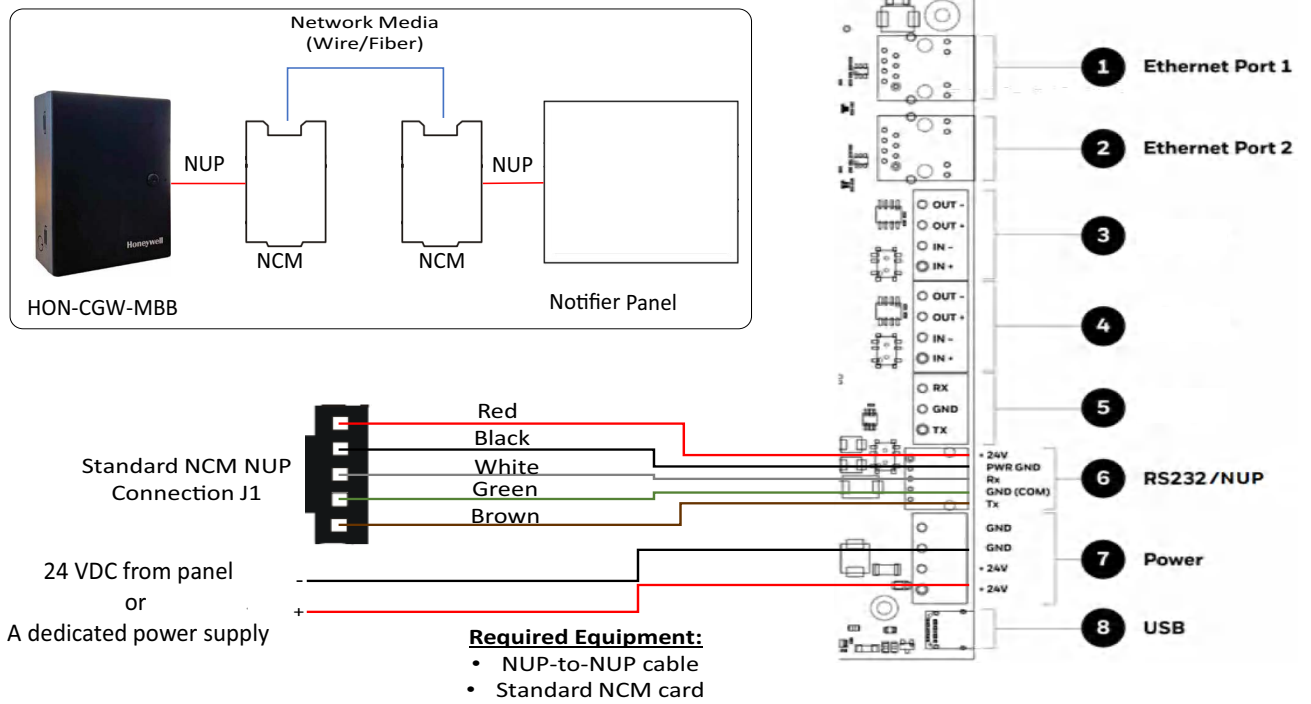 Network Media
(Wire/Fiber)
NUP
NUP
Honeywell
NCM
NCM
HON-CGW-MBB
Notifier Panel
1 Ethernet Port 1
2 Ethernet Port 2
OUT -
OUT +
IN -
IN +
3
OUT -
OUT +
IN -
IN +
4
RX
GND
TX
5
Standard NCM NUP
Connection J1
Red
Black
White
Green
Brown
+ 24V
PWR GND
Rx
GND (COM)
Tx
6 RS232/NUP
GND
GND
+ 24V
+ 24V
7 Power
24 VDC from panel
or
A dedicated power supply
-
+
8 USB
Required Equipment:
• NUP-to-NUP cable
• Standard NCM card